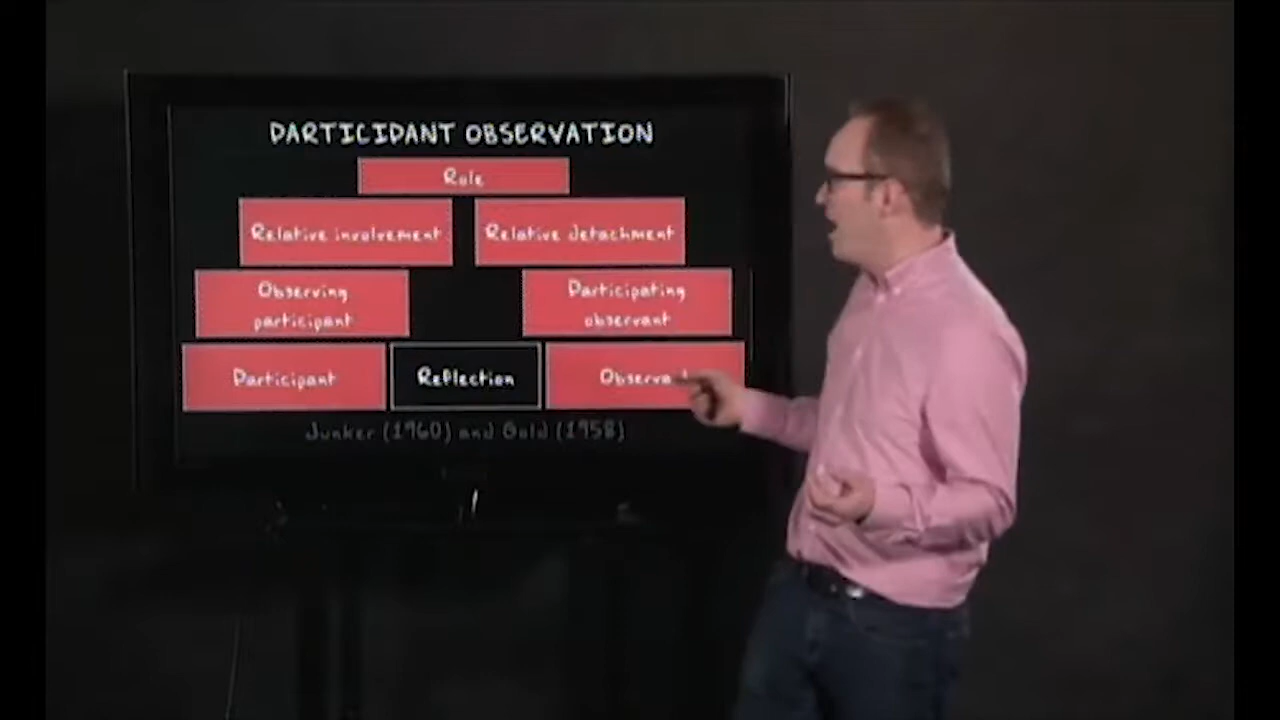 PARTICIPANT OBSERVATION
Role
Relative involvement
Relative detachment
Observing
participant
Participating
observant
Participant
Reflection
Junker (1960) and Gold (1958)